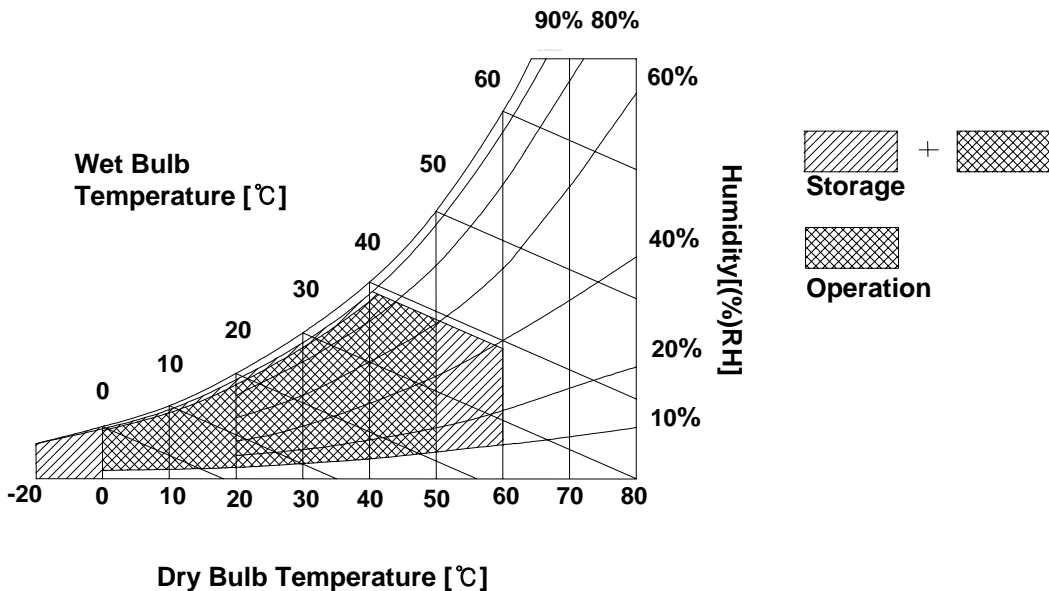 90% 80%
60
60%
Wet Bulb
Temperature [℃]
50
Storage
+
40
40%
30
Humidity[(%)RH]
Operation
20
20%
10
0
10%
-20 0 10 20 30 40 50 60 70 80
Dry Bulb Temperature [℃]